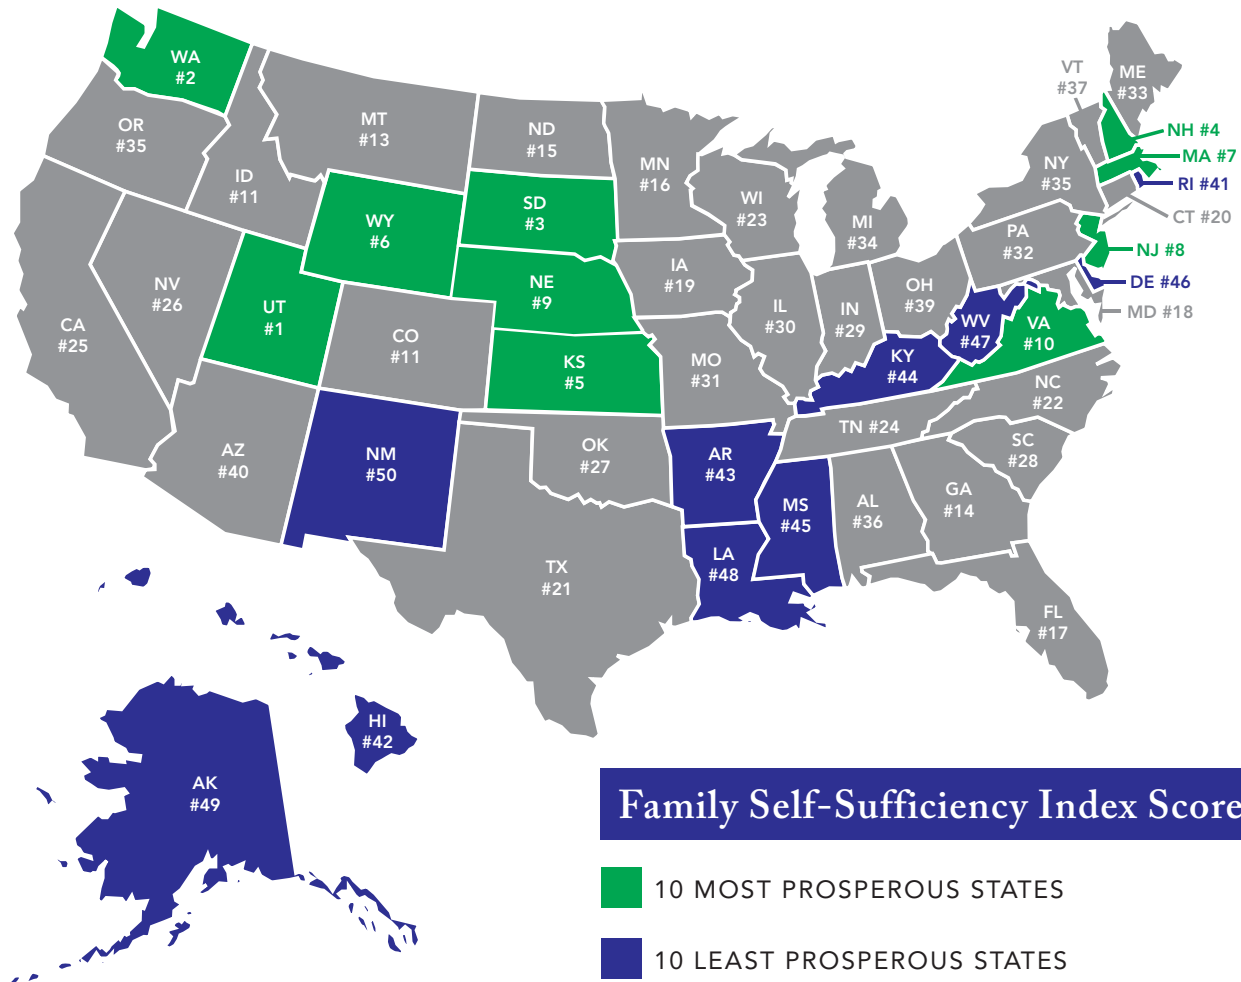 WA
#2
OR
#35
CA
#25
ID
#11
NV
#26
MT
#13
WY
#6
UT
#1
AZ
#40
CO
#11
NM
#50
ND
#15
SD
#3
NE
#9
KS
#5
OK
#27
TX
#21
MN
#16
IA
#19
MO
#31
AR
#43
LA
#48
WI
#23
IL
#30
MI
#34
IN
#29
OH
#39
KY
#44
TN #24
MS
#45
AL
#36
GA
#14
FL
#17
SC
#28
NC
#22
VA
#10
WV
#47
PA
#32
NY
#35
VT
#37
ME
#33
NH #4
MA #7
RI #41
CT #20
NJ #8
DE #46
MD #18
AK
#49
HI
#42
Family Self-Sufficiency Index Score
10 MOST PROSPEROUS STATES
10 LEAST PROSPEROUS STATES